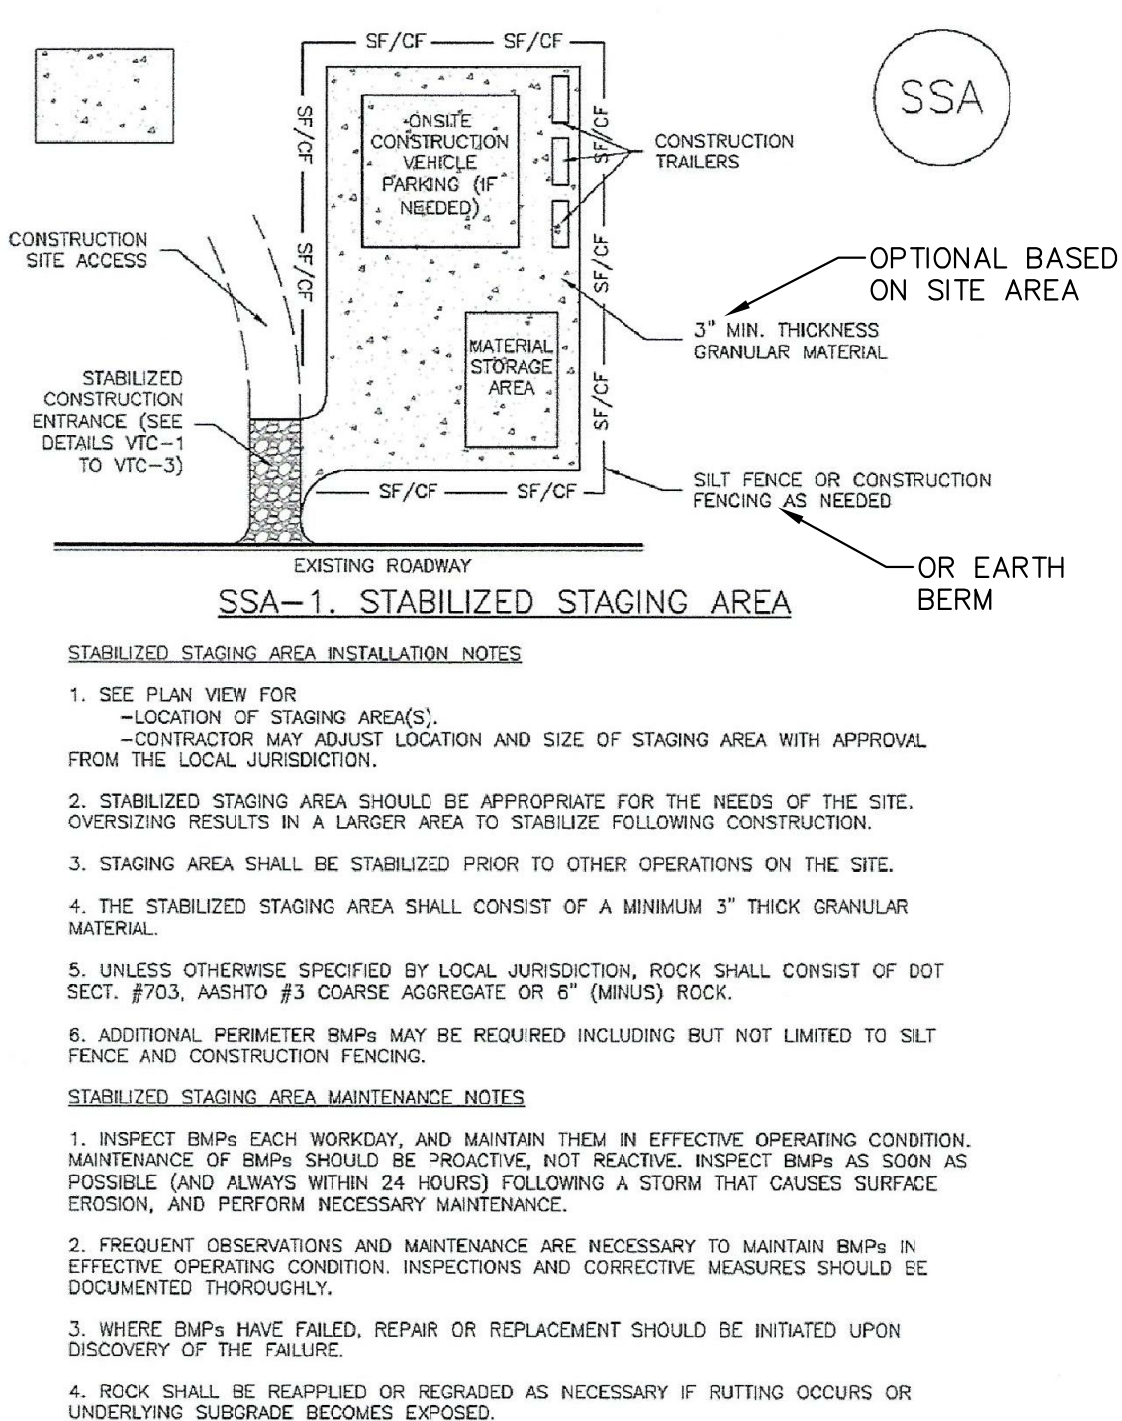 SF/CF SF/CF
SSA
SF/CF
SF/CF
ONSITE
CONSTRUCTION
VEHICLE
PARKING (IF
NEEDED)
CONSTRUCTION
TRAILERS
CONSTRUCTION
SITE ACCESS
SF/CF
SF/CF
OPTIONAL BASED
ON SITE AREA
3" MIN. THICKNESS
GRANULAR MATERIAL
MATERIAL
STORAGE
AREA
SF/CF
STABILIZED
CONSTRUCTION
ENTRANCE (SEE
DETAILS VTC-1
TO VTC-3)
SF/CF SF/CF
SILT FENCE OR CONSTRUCTION
FENCING AS NEEDED
EXISTING ROADWAY
OR EARTH
BERM
SSA-1. STABILIZED STAGING AREA
STABILIZED STAGING AREA INSTALLATION NOTES
1. SEE PLAN VIEW FOR
-LOCATION OF STAGING AREA(S).
-CONTRACTOR MAY ADJUST LOCATION AND SIZE OF STAGING AREA WITH APPROVAL
FROM THE LOCAL JURISDICTION.
2. STABILIZED STAGING AREA SHOULD BE APPROPRIATE FOR THE NEEDS OF THE SITE.
OVERSIZING RESULTS IN A LARGER AREA TO STABILIZE FOLLOWING CONSTRUCTION.
3. STAGING AREA SHALL BE STABILIZED PRIOR TO OTHER OPERATIONS ON THE SITE.
4. THE STABILIZED STAGING AREA SHALL CONSIST OF A MINIMUM 3" THICK GRANULAR
MATERIAL.
5. UNLESS OTHERWISE SPECIFIED BY LOCAL JURISDICTION, ROCK SHALL CONSIST OF DOT
SECT. #703, AASHTO #3 COARSE AGGREGATE OR 6" (MINUS) ROCK.
6. ADDITIONAL PERIMETER BMPs MAY BE REQUIRED INCLUDING BUT NOT LIMITED TO SILT
FENCE AND CONSTRUCTION FENCING.
STABILIZED STAGING AREA MAINTENANCE NOTES
1. INSPECT BMPs EACH WORKDAY, AND MAINTAIN THEM IN EFFECTIVE OPERATING CONDITION.
MAINTENANCE OF BMPs SHOULD BE PROACTIVE, NOT REACTIVE. INSPECT BMPs AS SOON AS
POSSIBLE (AND ALWAYS WITHIN 24 HOURS) FOLLOWING A STORM THAT CAUSES SURFACE
EROSION, AND PERFORM NECESSARY MAINTENANCE.
2. FREQUENT OBSERVATIONS AND MAINTENANCE ARE NECESSARY TO MAINTAIN BMPs IN
EFFECTIVE OPERATING CONDITION. INSPECTIONS AND CORRECTIVE MEASURES SHOULD BE
DOCUMENTED THOROUGHLY.
3. WHERE BMPs HAVE FAILED, REPAIR OR REPLACEMENT SHOULD BE INITIATED UPON
DISCOVERY OF THE FAILURE.
4. ROCK SHALL BE REAPPLIED OR REGRADED AS NECESSARY IF RUTTING OCCURS OR
UNDERLYING SUBGRADE BECOMES EXPOSED.